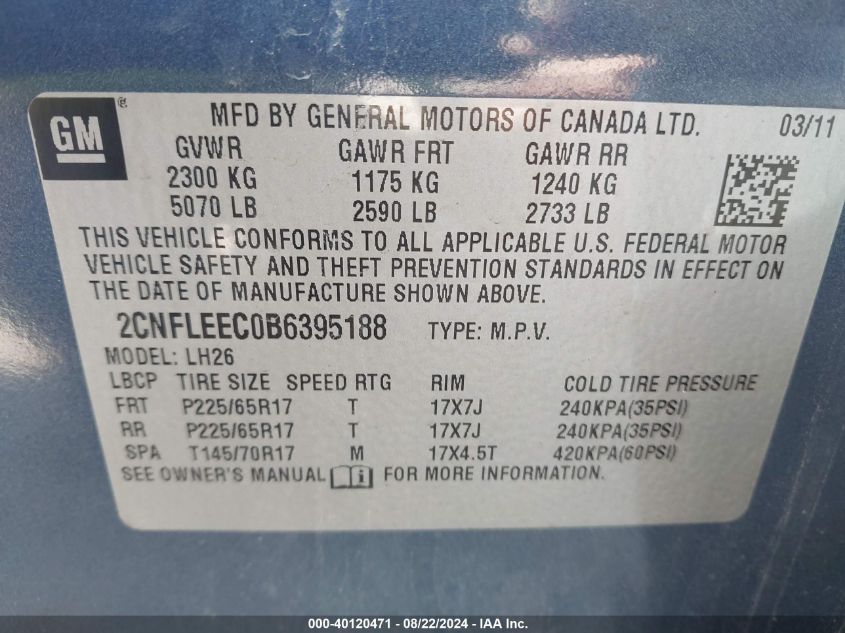 GM® MFD BY GENERAL MOTORS OF CANADA LTD. 03/11
GVWR GAWR FRT GAWR RR
2300 KG 1175 KG 1240 KG
5070 LB 2590 LB 2733 LB
THIS VEHICLE CONFORMS TO ALL APPLICABLE U.S. FEDERAL MOTOR
VEHICLE SAFETY AND THEFT PREVENTION STANDARDS IN EFFECT ON
THE DATE OF MANUFACTURE SHOWN ABOVE.
2CNFLEEC0B6395188 TYPE: M.P.V.
MODEL: LH26
LBCP TIRE SIZE SPEED RTG RIM COLD TIRE PRESSURE
FRT P225/65R17 T 17X7J 240KPA(35PSI)
RR P225/65R17 T 17X7J 240KPA(35PSI)
SPA T145/70R17 M 17X4.5T 420KPA(60PSI)
SEE OWNER'S MANUAL i FOR MORE INFORMATION.
000-40120471 - 08/22/2024 - IAA Inc.